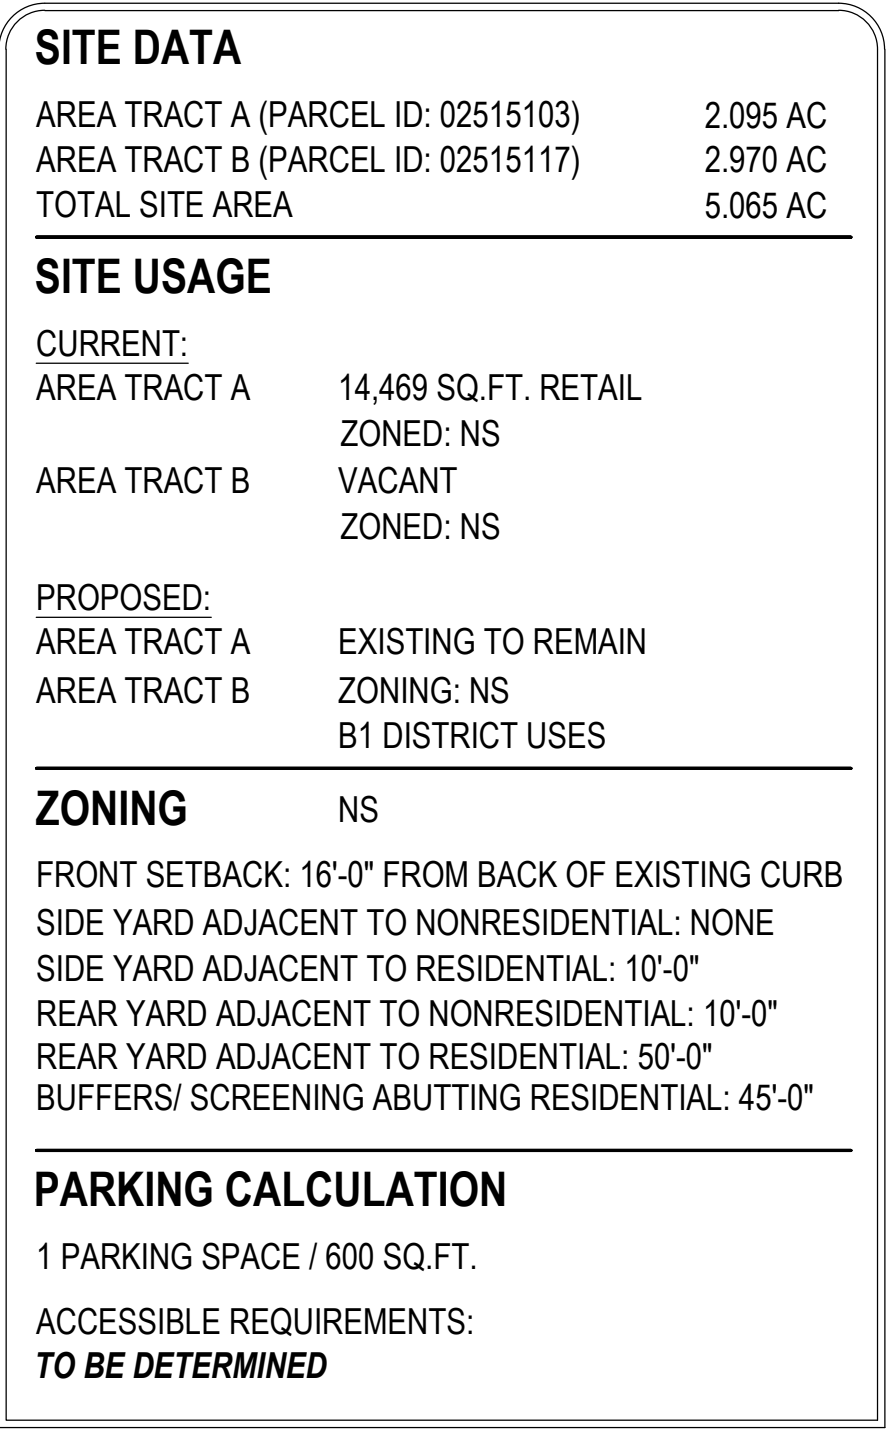 SITE DATA
AREA TRACT A (PARCEL ID: 02515103) 2.095 AC
AREA TRACT B (PARCEL ID: 02515117) 2.970 AC
TOTAL SITE AREA 5.065 AC
SITE USAGE
CURRENT:
AREA TRACT A 14,469 SQ.FT. RETAIL
ZONED: NS
AREA TRACT B VACANT
ZONED: NS
PROPOSED:
AREA TRACT A EXISTING TO REMAIN
AREA TRACT B ZONING: NS
B1 DISTRICT USES
ZONING NS
FRONT SETBACK: 16'-0" FROM BACK OF EXISTING CURB
SIDE YARD ADJACENT TO NONRESIDENTIAL: NONE
SIDE YARD ADJACENT TO RESIDENTIAL: 10'-0"
REAR YARD ADJACENT TO NONRESIDENTIAL: 10'-0"
REAR YARD ADJACENT TO RESIDENTIAL: 50'-0"
BUFFERS/ SCREENING ABUTTING RESIDENTIAL: 45'-0"
PARKING CALCULATION
1 PARKING SPACE / 600 SQ.FT.
ACCESSIBLE REQUIREMENTS:
TO BE DETERMINED